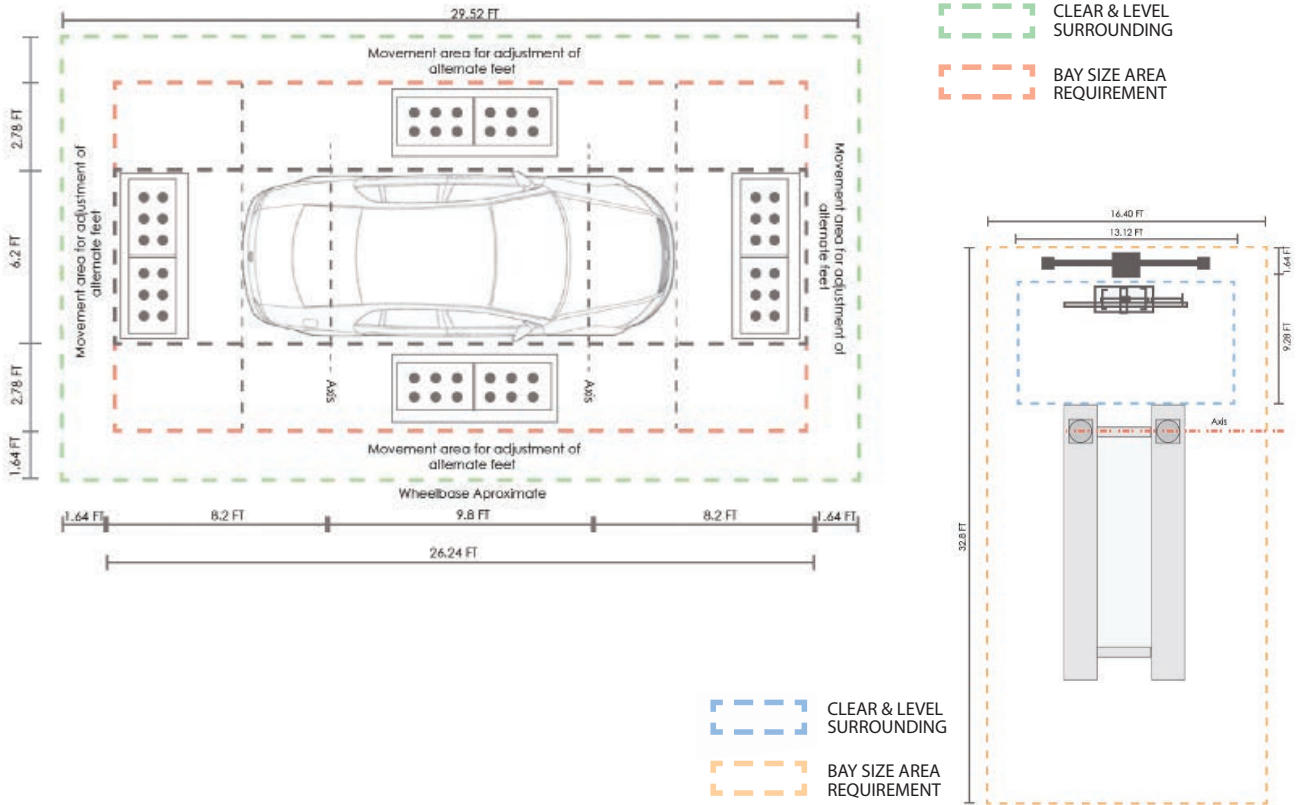 29.52 FT
CLEAR & LEVEL
SURROUNDING
BAY SIZE AREA
REQUIREMENT
Movement area for adjustment of
alternate feet
2.78 FT
6.2 FT
2.78 FT
1.64 FT
Movement area for adjustment of
alternate feet
Movement area for adjustment of
alternate feet
Axis
Axis
Movement area for adjustment of
alternate feet
Wheelbase Aproximate
1.64 FT
8.2 FT
9.8 FT
8.2 FT
1.64 FT
26.24 FT
16.40 FT
13.12 FT
1.64 FT
9.28 FT
Axis
32.8 FT
CLEAR & LEVEL
SURROUNDING
BAY SIZE AREA
REQUIREMENT